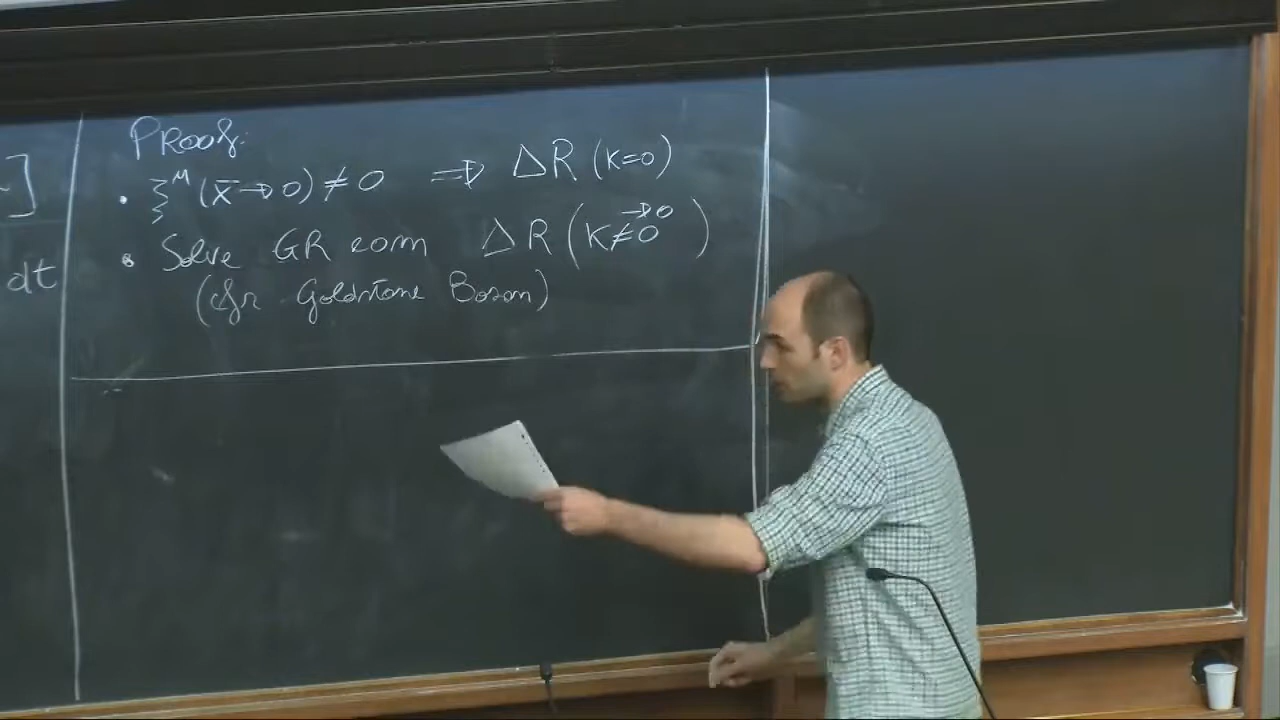 Proof:
~]
• ξ^μ (x̄ → 0) ≠ 0 ⇒ ΔR (k=0)
dt
• Solve GR eom ΔR (k≠0 →0)
(cfr Goldstone Boson)